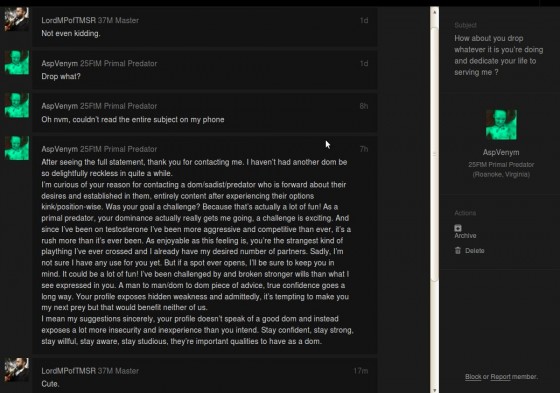 LordMPofTMSR 37M Master 1d
Not even kidding.
AspVenym 25FtM Primal Predator 1d
Drop what?
AspVenym 25FtM Primal Predator 8h
Oh nvm, couldn't read the entire subject on my phone
AspVenym 25FtM Primal Predator 7h
After seeing the full statement, thank you for contacting me. I haven't had another dom be
so delightfully reckless in quite a while.
I'm curious of your reason for contacting a dom/sadist/predator who is forward about their
desires and established in them, entirely content after experiencing their options
kink/position-wise. Was your goal a challenge? Because that's actually a lot of fun! As a
primal predator, your dominance actually really gets me going, a challenge is exciting. And
since I've been on testosterone I've been more aggressive and competitive than ever, it's a
rush more than it's ever been. As enjoyable as this feeling is, you're the strangest kind of
plaything I've ever crossed and I already have my desired number of partners. Sadly, I'm
not sure I have any use for you yet. But if a spot ever opens, I'll be sure to keep you in
mind. It could be a lot of fun! I've been challenged by and broken stronger wills than what I
see expressed in you. A man to man/dom to dom piece of advice, true confidence goes a
long way. Your profile exposes hidden weakness and admittedly, it's tempting to make you
my next prey but that would benefit neither of us.
I mean my suggestions sincerely, your profile doesn't speak of a good dom and instead
exposes a lot more insecurity and inexperience than you intend. Stay confident, stay strong,
stay willful, stay aware, stay studious, they're important qualities to have as a dom.
LordMPofTMSR 37M Master 17m
Cute.
Subject
How about you drop
whatever it is you're doing
and dedicate your life to
serving me ?
AspVenym
25FtM Primal Predator
(Roanoke, Virginia)
Actions
Archive
Delete
Block or Report member.